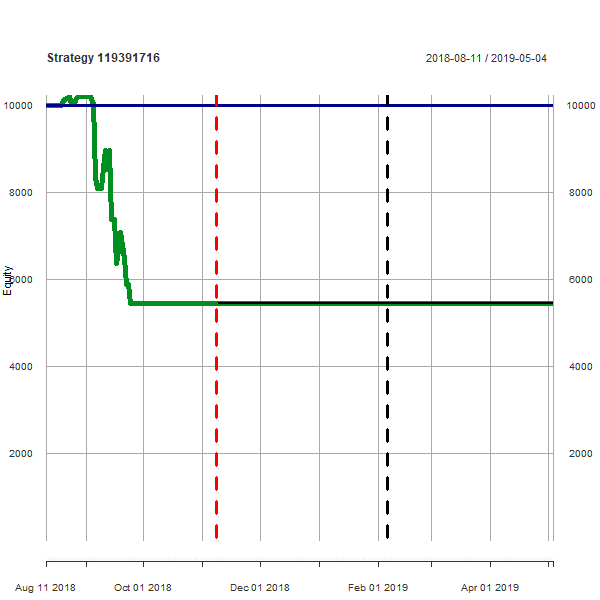 Strategy 119391716
2018-08-11 / 2019-05-04
10000
10000
8000
8000
Equity
6000
6000
4000
4000
2000
2000
Aug 11 2018
Oct 01 2018
Dec 01 2018
Feb 01 2019
Apr 01 2019